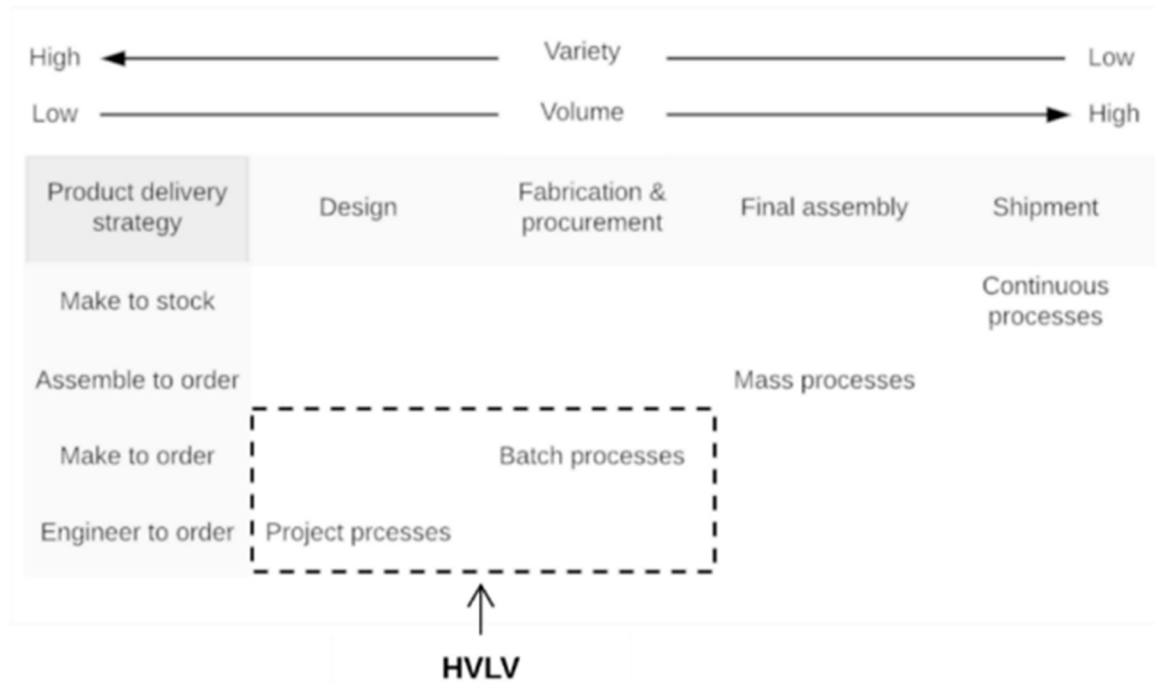 High Variety Low
Low Volume High
Product delivery strategy Design Fabrication & procurement Final assembly Shipment
Make to stock Continuous processes
Assemble to order Mass processes
Make to order Batch processes
Engineer to order Project prcesses
HVLV